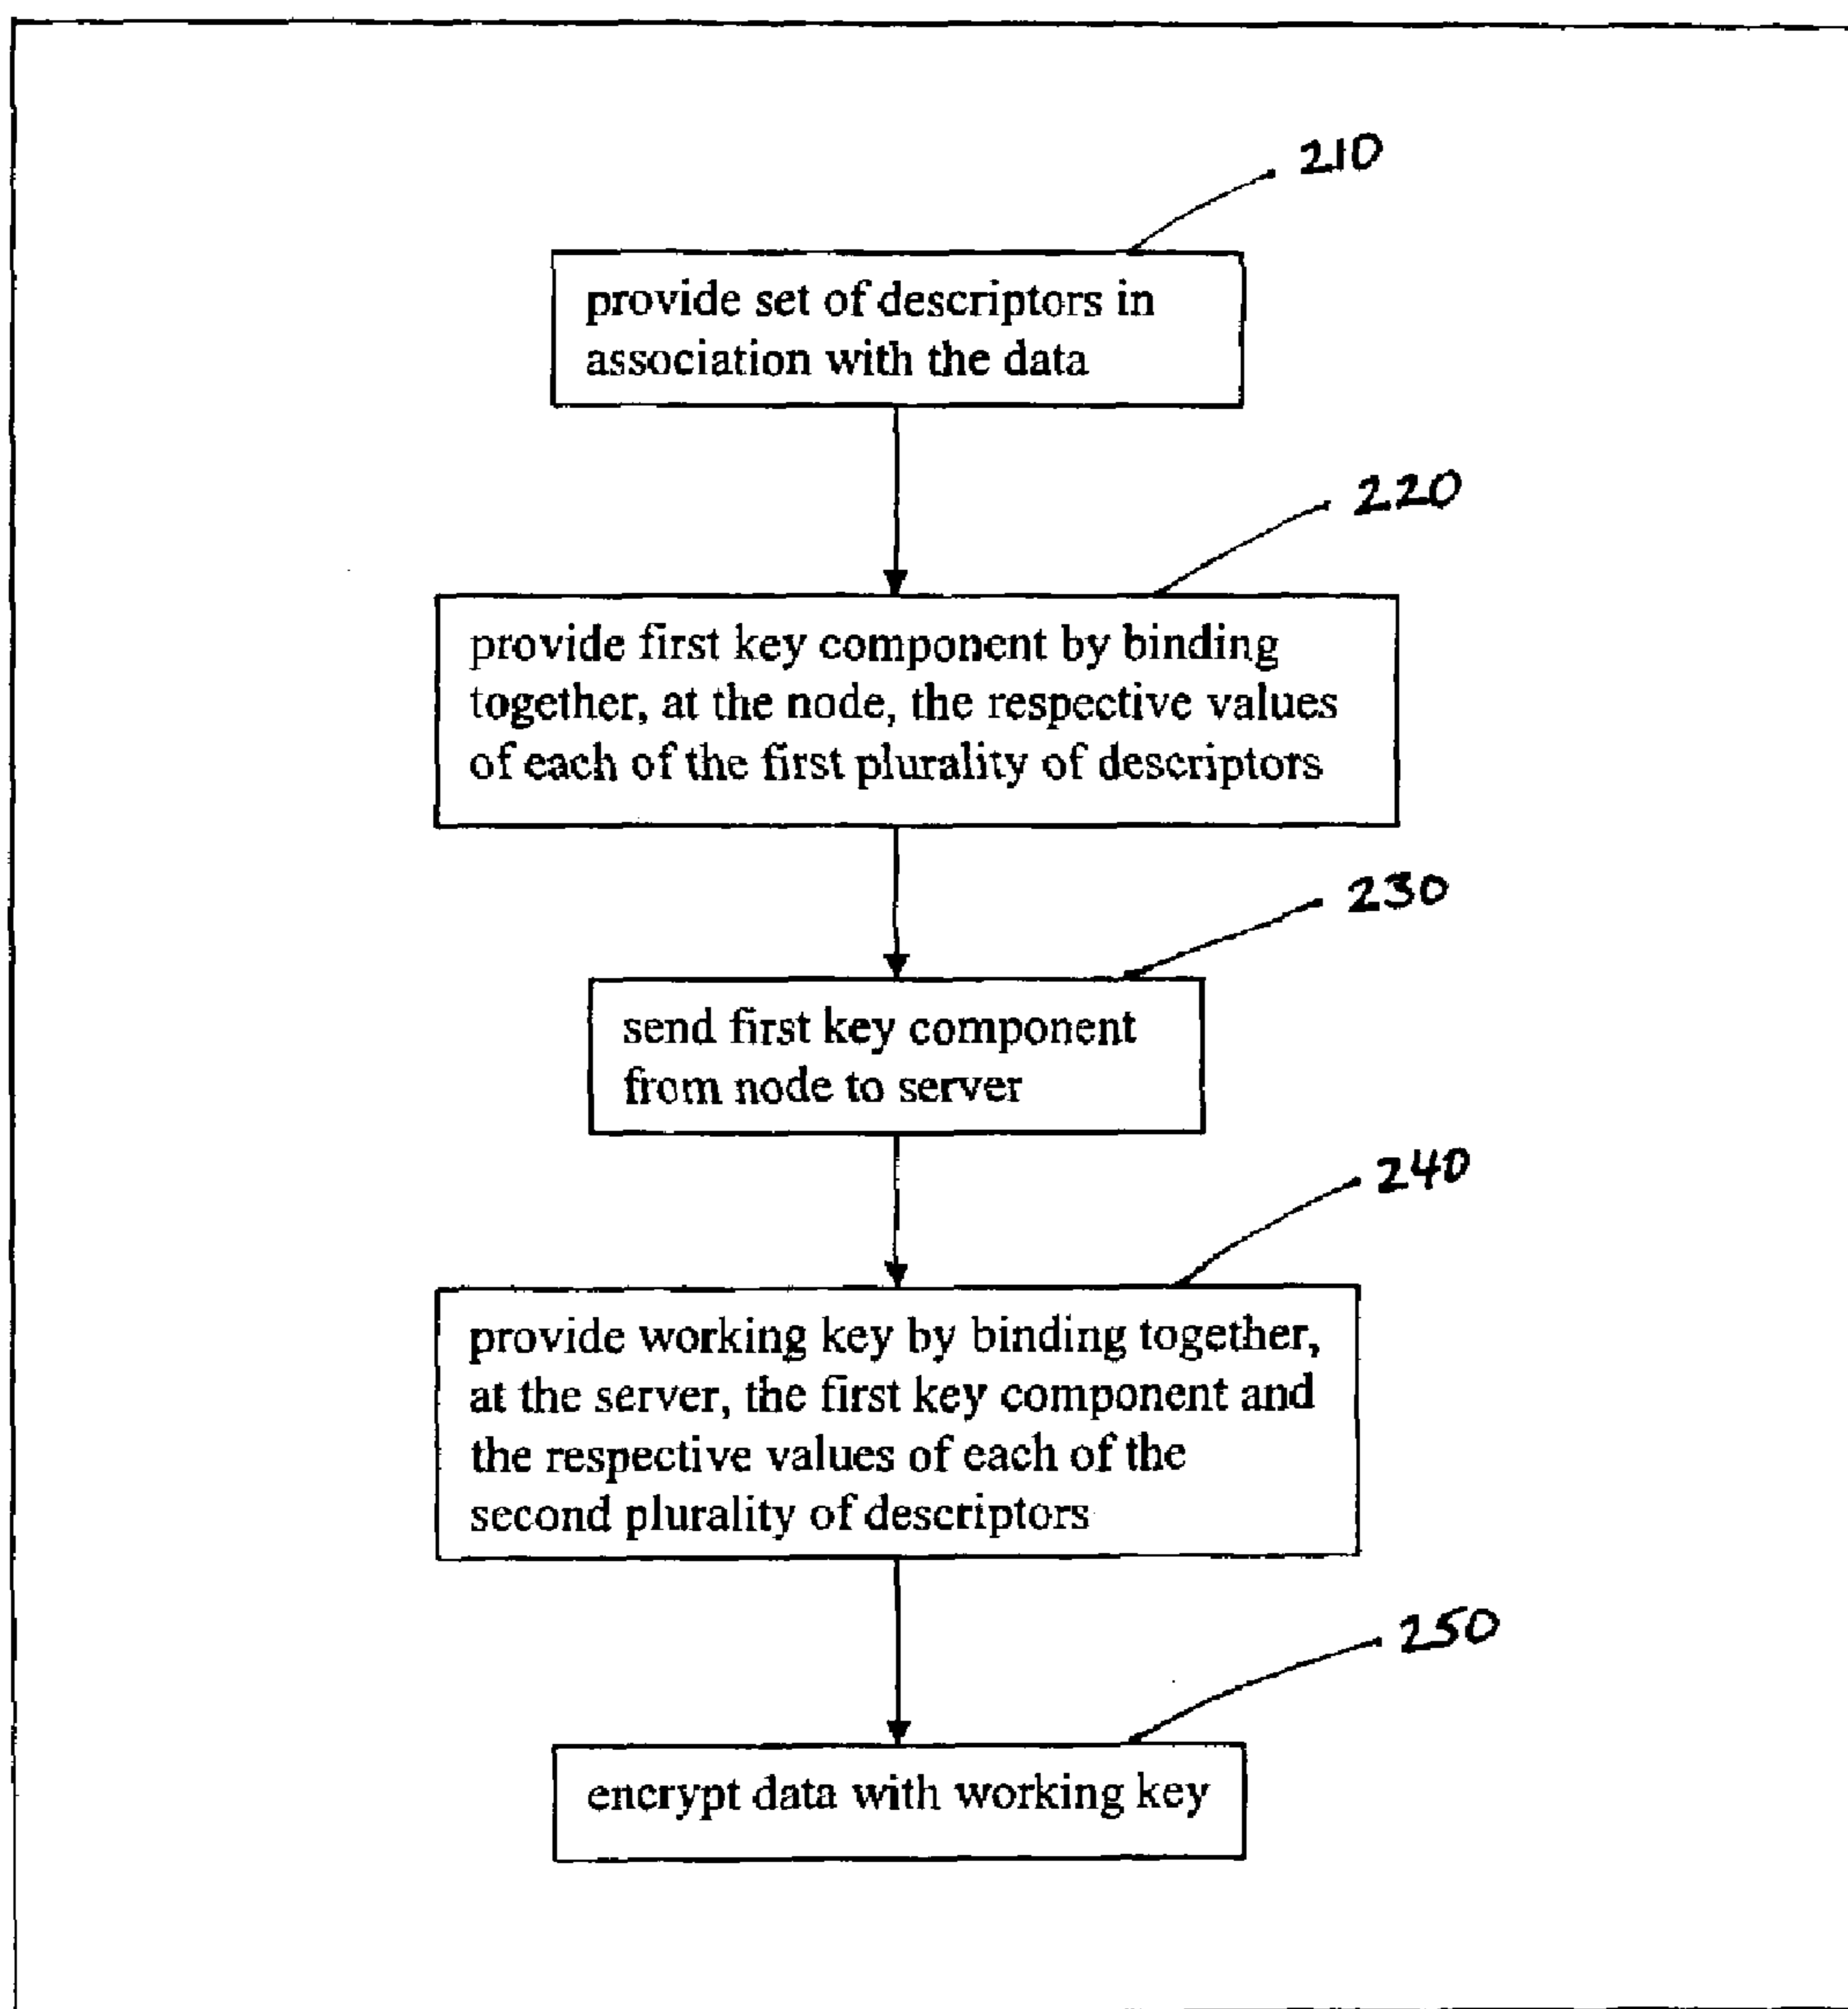 210
provide set of descriptors in
association with the data
220
provide first key component by binding
together, at the node, the respective values
of each of the first plurality of descriptors
230
send first key component
from node to server
240
provide working key by binding together,
at the server, the first key component and
the respective values of each of the
second plurality of descriptors
250
encrypt data with working key